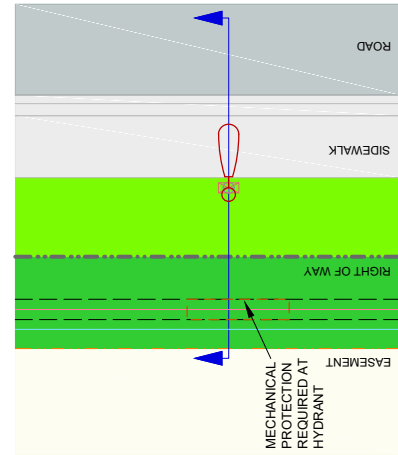 ROAD
SIDEWALK
RIGHT OF WAY
EASEMENT
MECHANICAL
PROTECTION
REQUIRED AT
HYDRANT